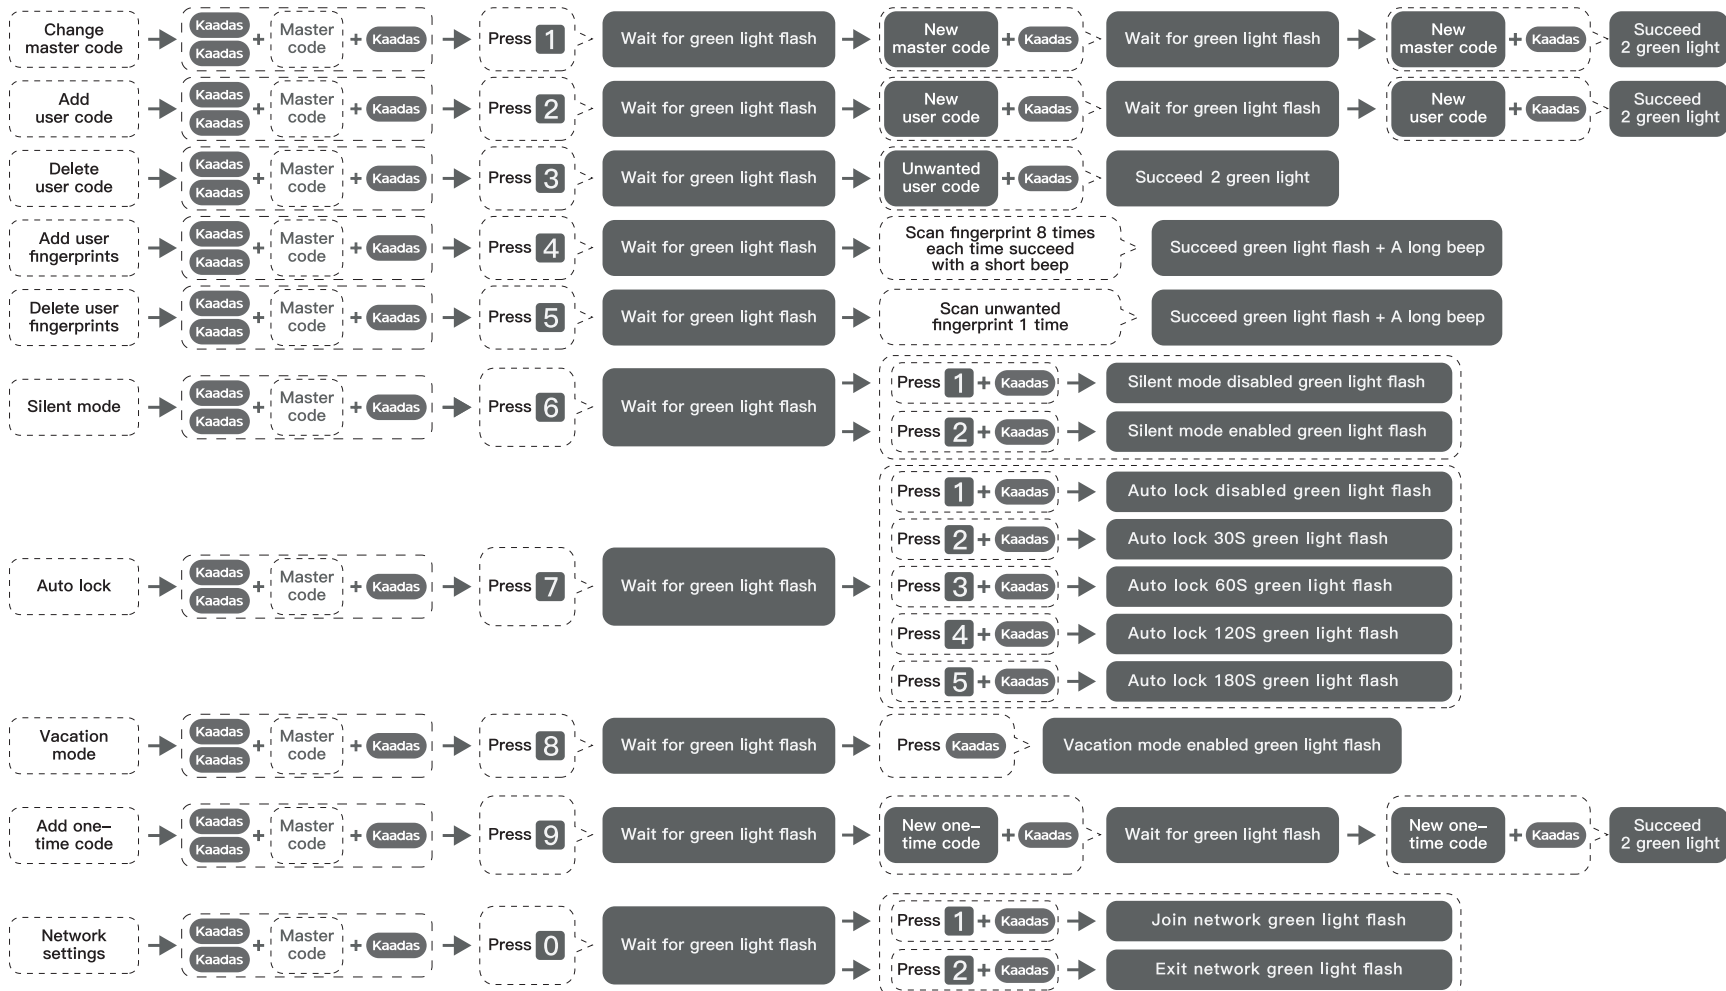 Change
master code
Kaadas
Kaadas
+
Master
code
+ Kaadas
Press 1
Wait for green light flash
New
master code
+ Kaadas
Wait for green light flash
New
master code
+ Kaadas
Succeed
2 green light
Add
user code
Kaadas
Kaadas
+
Master
code
+ Kaadas
Press 2
Wait for green light flash
New
user code
+ Kaadas
Wait for green light flash
New
user code
+ Kaadas
Succeed
2 green light
Delete
user code
Kaadas
Kaadas
+
Master
code
+ Kaadas
Press 3
Wait for green light flash
Unwanted
user code
+ Kaadas
Succeed 2 green light
Add user
fingerprints
Kaadas
Kaadas
+
Master
code
+ Kaadas
Press 4
Wait for green light flash
Scan fingerprint 8 times
each time succeed
with a short beep
Succeed green light flash + A long beep
Delete user
fingerprints
Kaadas
Kaadas
+
Master
code
+ Kaadas
Press 5
Wait for green light flash
Scan unwanted
fingerprint 1 time
Succeed green light flash + A long beep
Silent mode
Kaadas
Kaadas
+
Master
code
+ Kaadas
Press 6
Wait for green light flash
Press 1 + Kaadas
Silent mode disabled green light flash
Press 2 + Kaadas
Silent mode enabled green light flash
Auto lock
Kaadas
Kaadas
+
Master
code
+ Kaadas
Press 7
Wait for green light flash
Press 1 + Kaadas
Auto lock disabled green light flash
Press 2 + Kaadas
Auto lock 30S green light flash
Press 3 + Kaadas
Auto lock 60S green light flash
Press 4 + Kaadas
Auto lock 120S green light flash
Press 5 + Kaadas
Auto lock 180S green light flash
Vacation
mode
Kaadas
Kaadas
+
Master
code
+ Kaadas
Press 8
Wait for green light flash
Press Kaadas
Vacation mode enabled green light flash
Add one–
time code
Kaadas
Kaadas
+
Master
code
+ Kaadas
Press 9
Wait for green light flash
New one–
time code
+ Kaadas
Wait for green light flash
New one–
time code
+ Kaadas
Succeed
2 green light
Network
settings
Kaadas
Kaadas
+
Master
code
+ Kaadas
Press 0
Wait for green light flash
Press 1 + Kaadas
Join network green light flash
Press 2 + Kaadas
Exit network green light flash